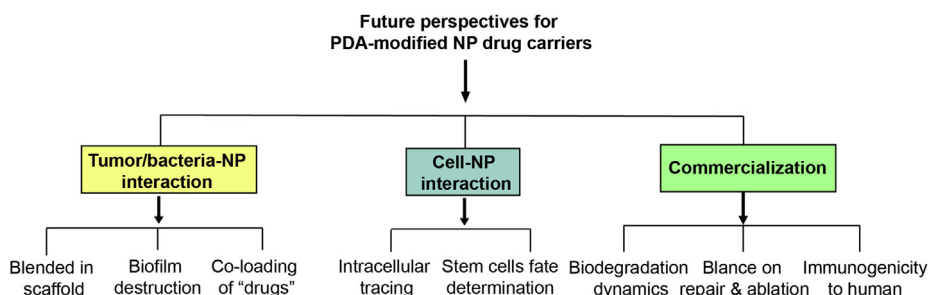 Future perspectives for
PDA-modified NP drug carriers
Tumor/bacteria-NP
interaction
Cell-NP
interaction
Commercialization
Blended in
scaffold
Biofilm
destruction
Co-loading
of “drugs”
Intracellular
tracing
Stem cells fate
determination
Biodegradation
dynamics
Blance on
repair & ablation
Immunogenicity
to human